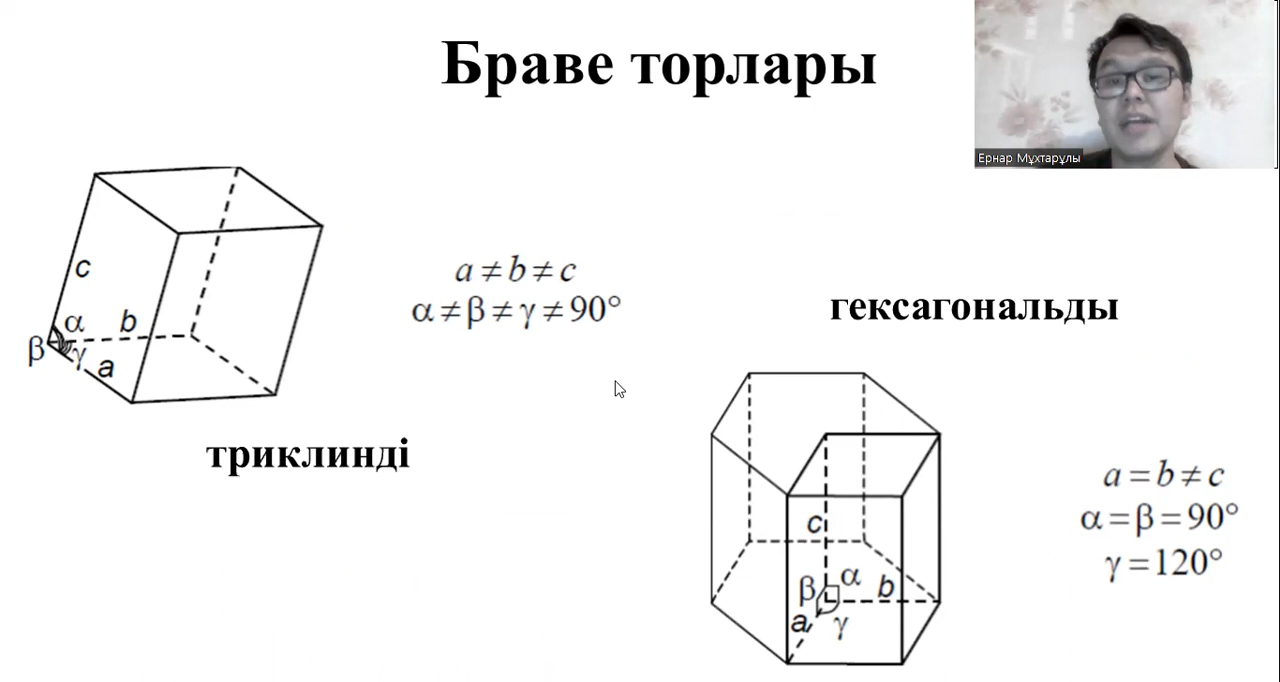 Браве торлары
Ернар Мұхтарұлы
c
α
b
β
γ
a
a ≠ b ≠ c
α ≠ β ≠ γ ≠ 90°
триклинді
гексагональды
c
β
α
b
a
γ
a = b ≠ c
α = β = 90°
γ = 120°